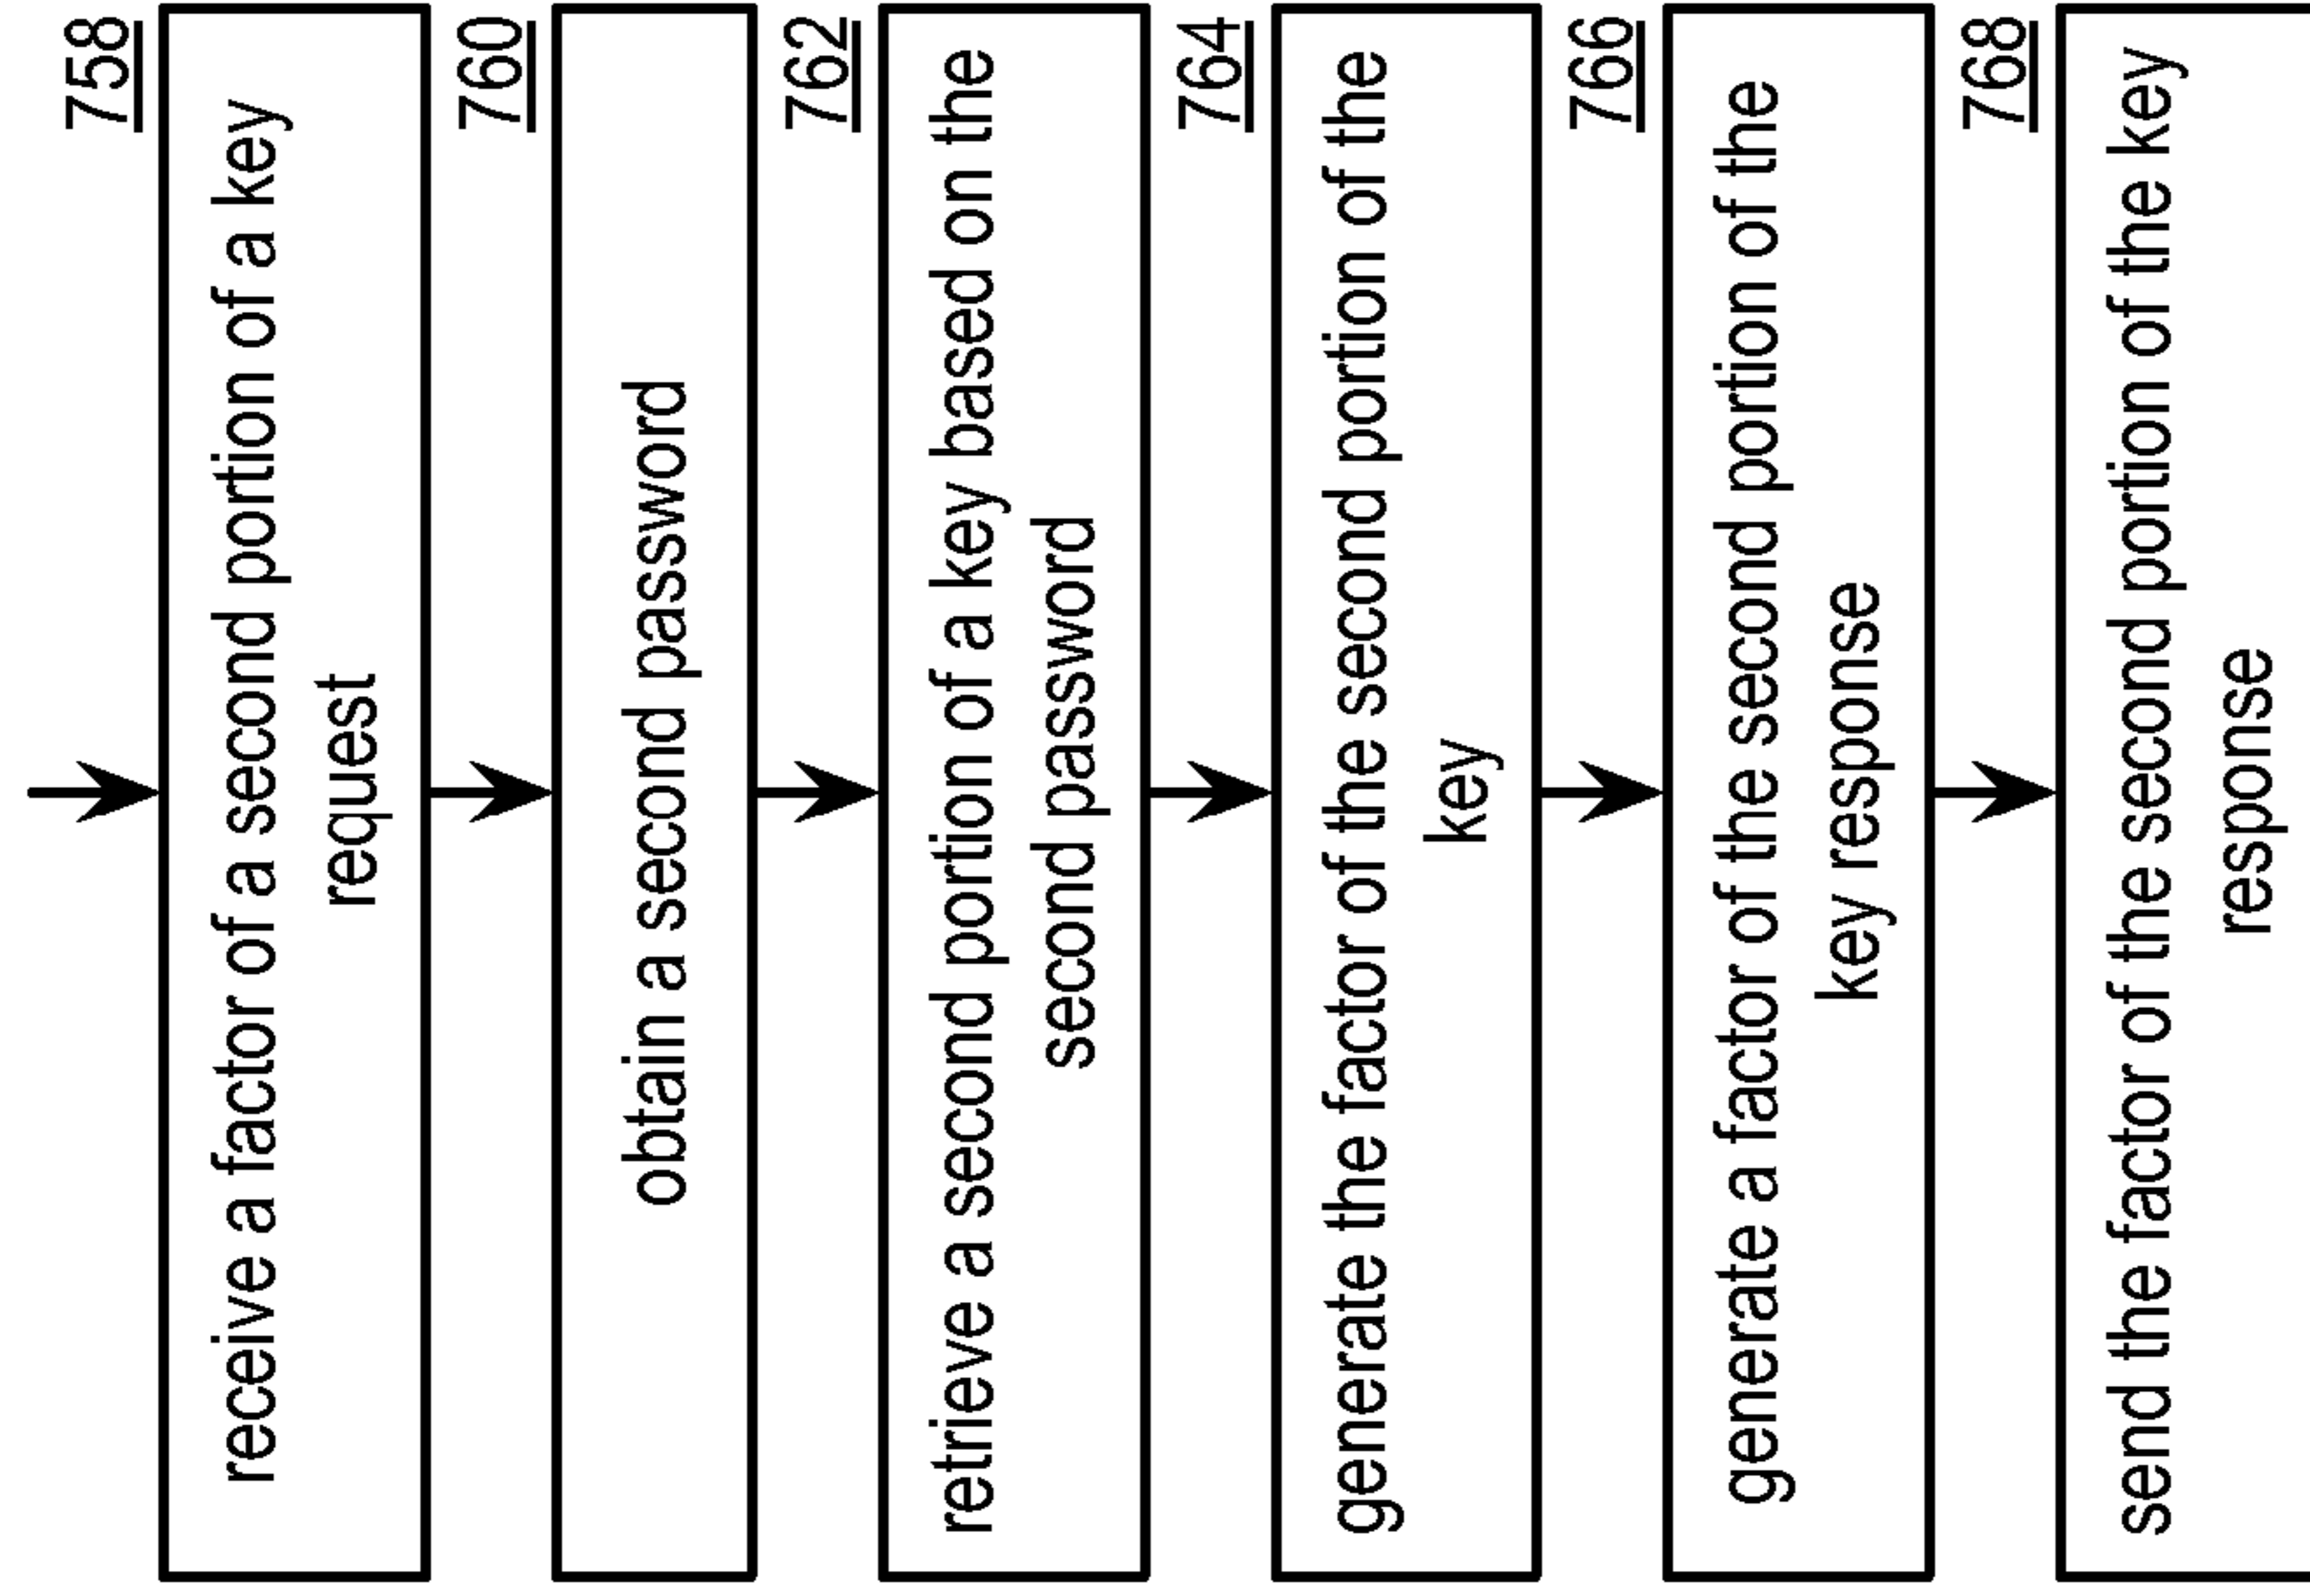 758
receive a factor of a second portion of a key
request
760
obtain a second password
762
retrieve a second portion of a key based on the
second password
764
generate the factor of the second portion of the
key
766
generate a factor of the second portion of the
key response
768
send the factor of the second portion of the key
response